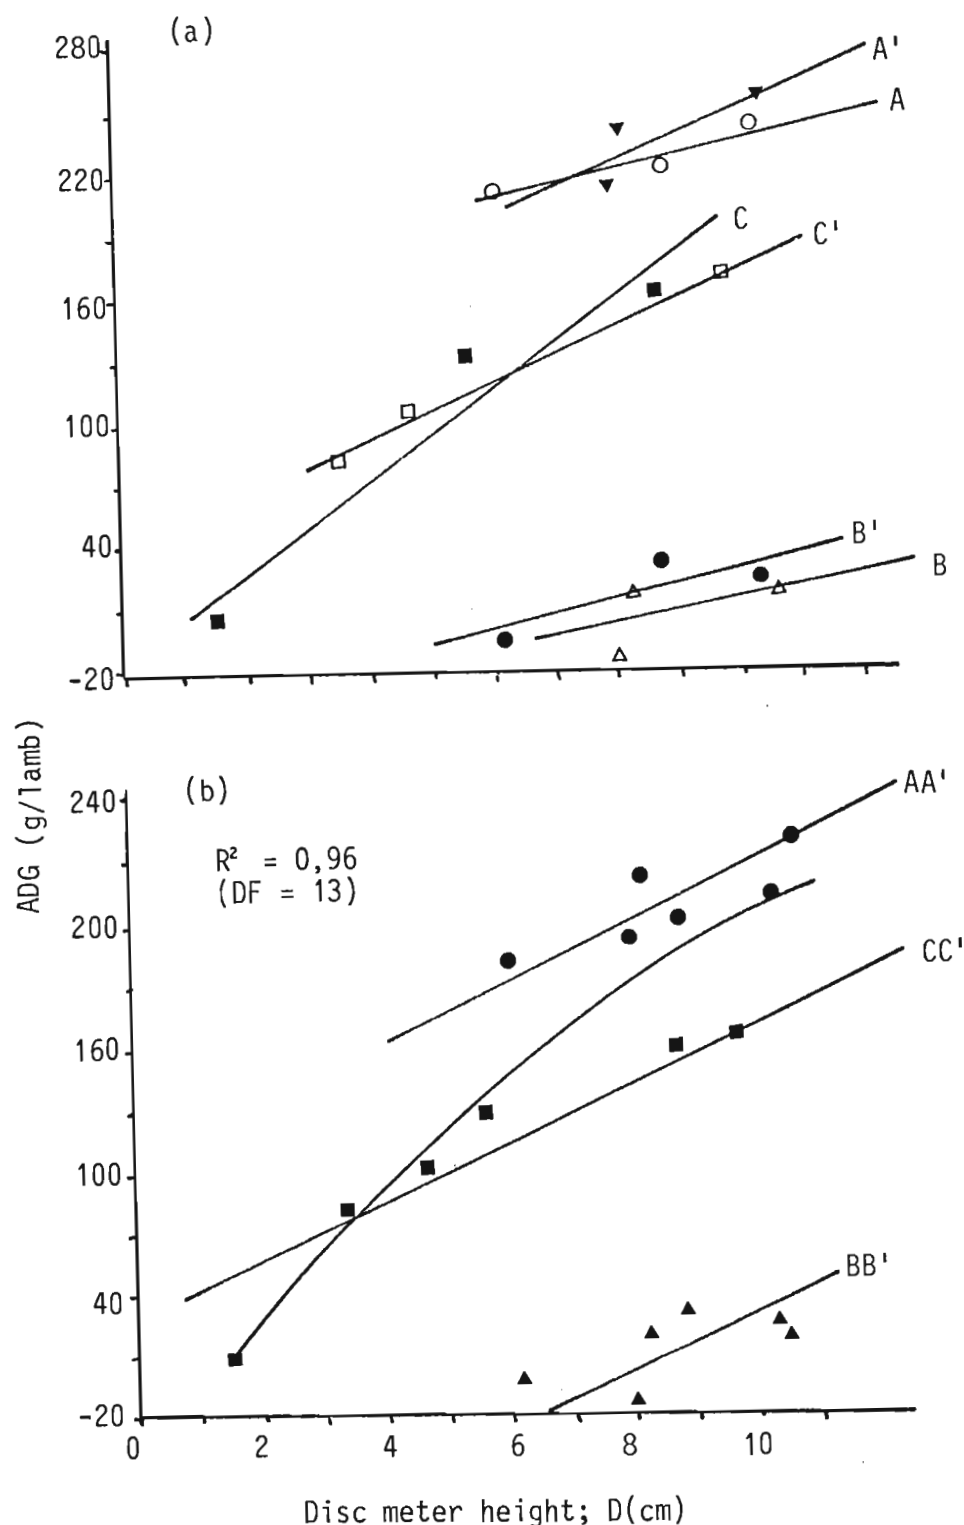 (a)
280
220
160
100
40
-20
A'
A
C
C'
B'
B
ADG (g/lamb)
(b)
240
200
160
100
40
-20
R² = 0,96
(DF = 13)
AA'
CC'
BB'
0 2 4 6 8 10
Disc meter height; D(cm)